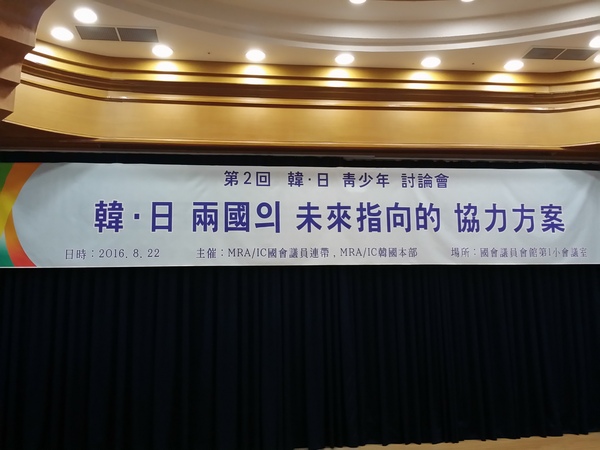 第2回 韓·日 靑少年 討論會
韓·日 兩國의 未來指向的 協力方案
日時 : 2016. 8. 22 主催 : MRA/IC國會議員連帶 , MRA/IC韓國本部 場所 : 國會議員會館第1小會議室